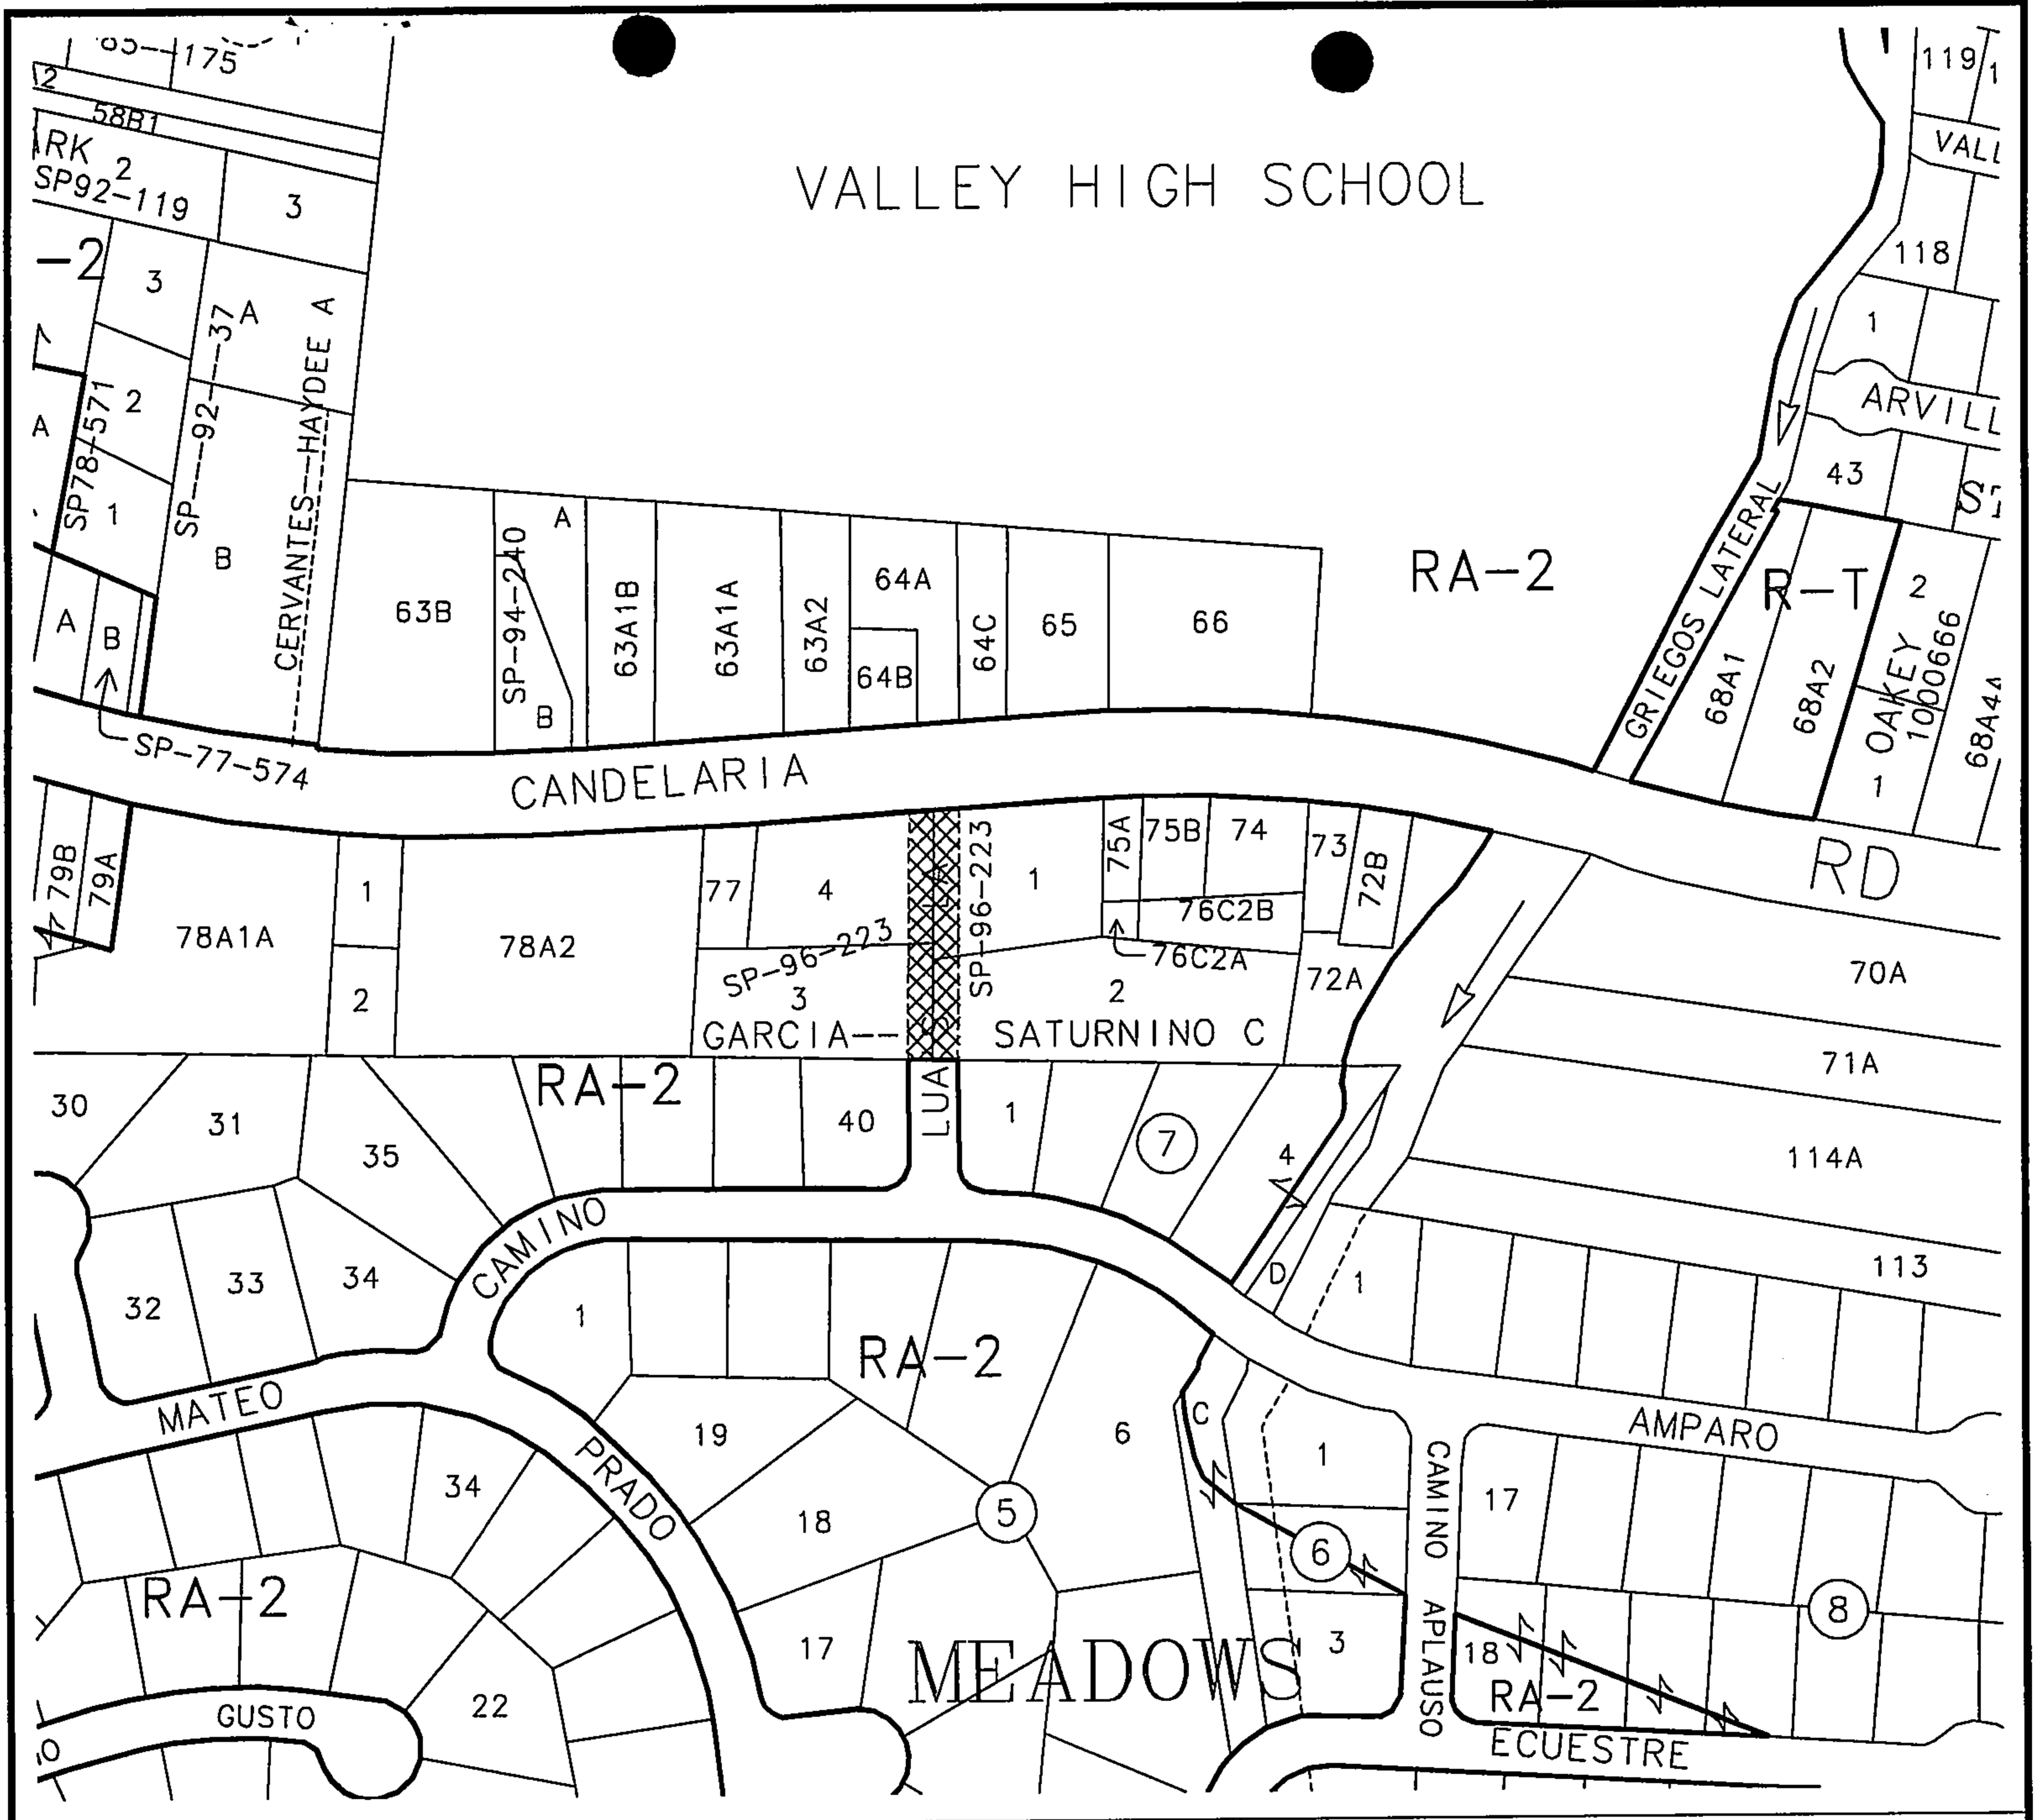 85--175
119
1
12
58B1
ARK
2
SP92-119
3
VALL
VALLEY HIGH SCHOOL
-2
3
A
118
1
SP--92--37
CERVANTES--HAYDEE A
SP78-571
2
A
ARVILL
1
43
ST
B
63B
SP-94-240
A
B
63A1B
63A1A
63A2
64A
64B
64C
65
66
RA-2
GRIEGOS LATERAL
R-T
68A1
68A2
2
OAKEY
1000666
1
68A4A
A
B
SP-77-574
CANDELARIA
RD
79B
79A
78A1A
1
2
78A2
77
4
SP-96-223
3
SP-96-223
1
75A
75B
74
73
72B
76C2B
76C2A
2
72A
70A
GARCIA--
SATURNINO C
71A
RA-2
LUA
30
31
35
40
1
7
4
114A
CAMINO
32
33
34
1
D
1
113
RA-2
MATEO
PRADO
19
6
C
1
CAMINO APLAUSO
AMPARO
34
18
5
17
6
8
RA-2
17
MEADOWS
3
18
RA-2
22
GUSTO
ECUESTRE